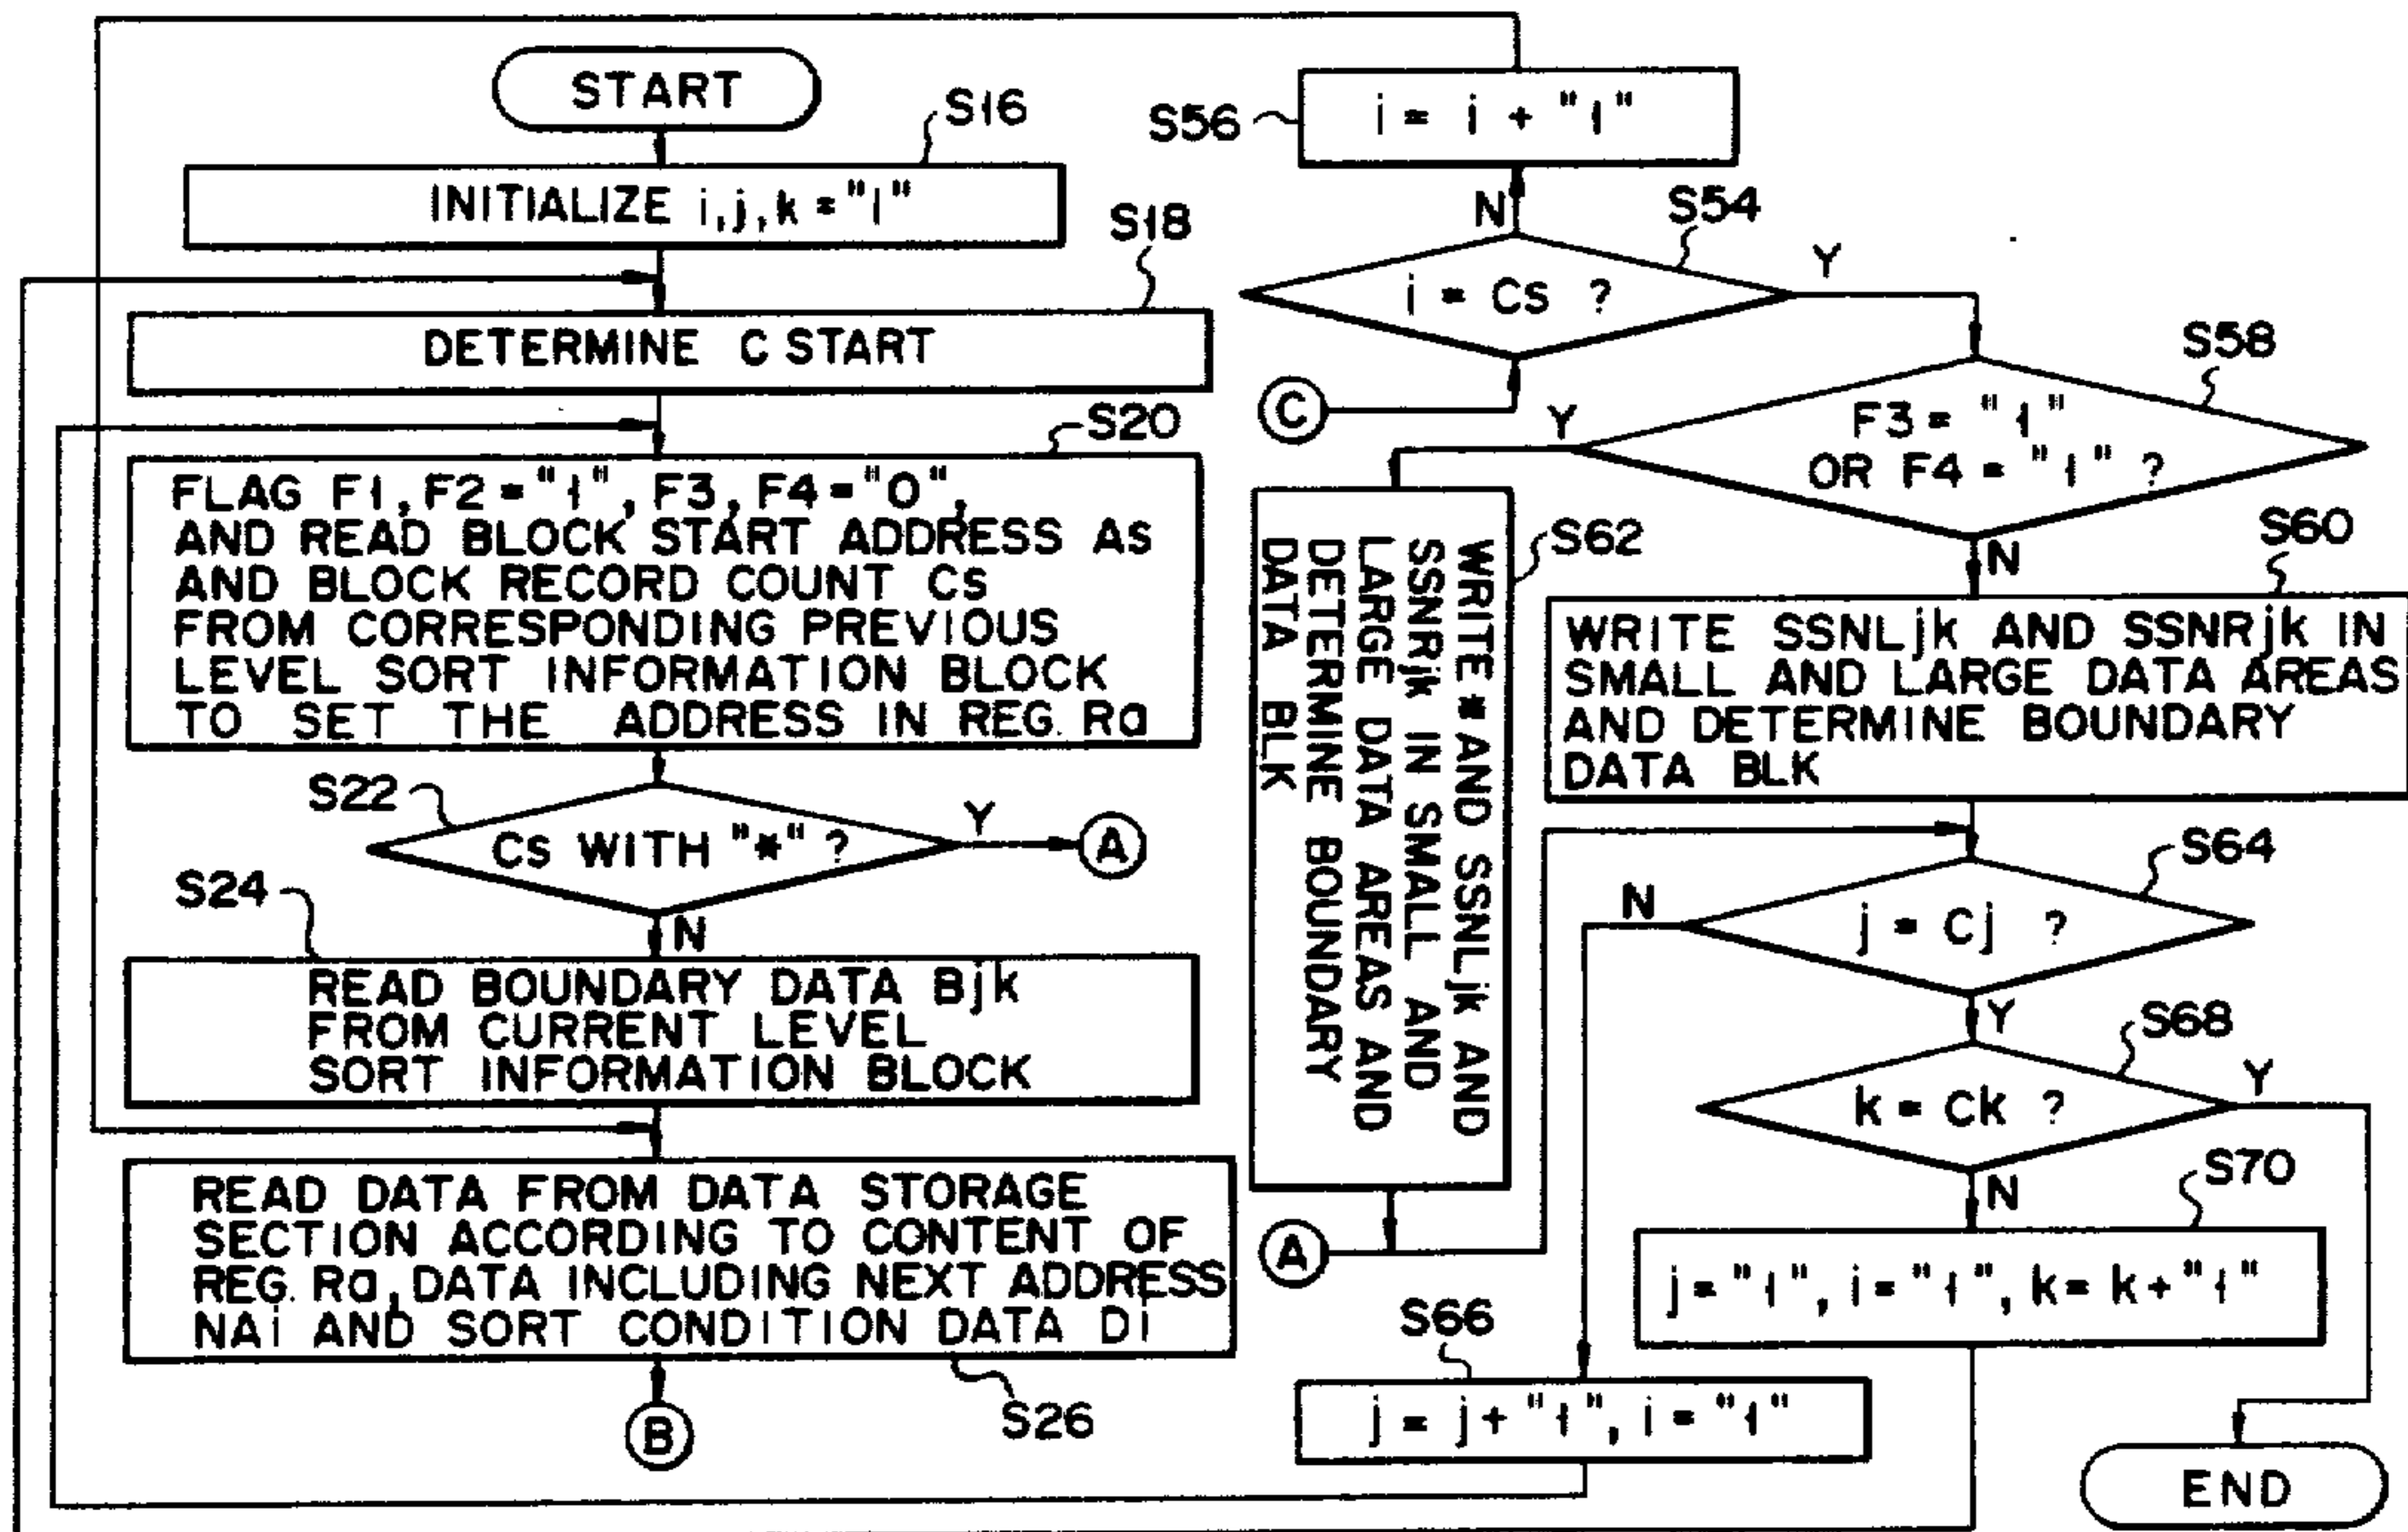 START
S16
INITIALIZE i,j,k="1"
S18
DETERMINE C START
S20
FLAG F1, F2="1", F3, F4="0",
AND READ BLOCK START ADDRESS As
AND BLOCK RECORD COUNT Cs
FROM CORRESPONDING PREVIOUS
LEVEL SORT INFORMATION BLOCK
TO SET THE ADDRESS IN REG. Ra
S22
Cs WITH "*" ?
Y
A
N
S24
READ BOUNDARY DATA Bjk
FROM CURRENT LEVEL
SORT INFORMATION BLOCK
READ DATA FROM DATA STORAGE
SECTION ACCORDING TO CONTENT OF
REG. Ra, DATA INCLUDING NEXT ADDRESS
NAi AND SORT CONDITION DATA Di
S26
B
S56
i = i + "1"
N
S54
i = Cs ?
Y
C
S58
F3 = "1"
OR F4 = "1" ?
Y
N
S62
WRITE * AND SSNLjk AND
SSNRjk IN SMALL AND
LARGE DATA AREAS AND
DETERMINE BOUNDARY
DATA BLK
S60
WRITE SSNLjk AND SSNRjk IN
SMALL AND LARGE DATA AREAS
AND DETERMINE BOUNDARY
DATA BLK
A
S64
j = Cj ?
N
Y
S68
k = Ck ?
Y
N
S70
j="1", i="1", k=k+"1"
S66
j = j+"1", i="1"
END